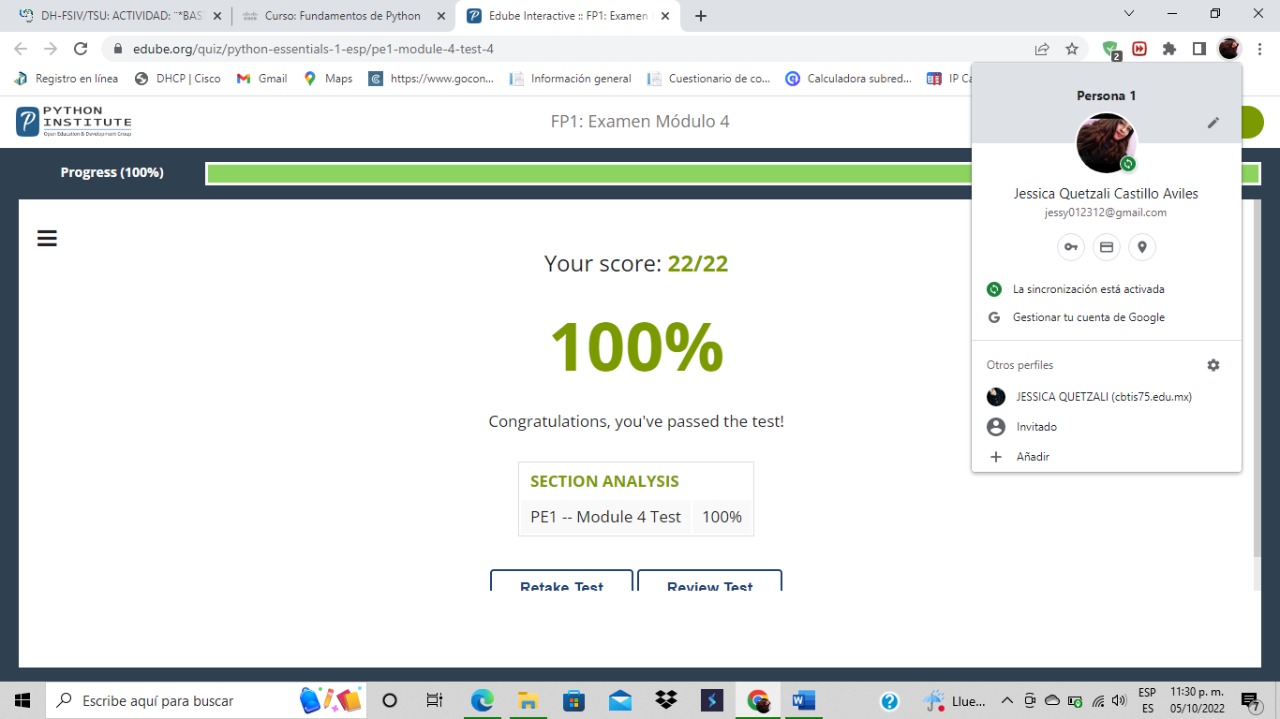 DH-FSIV/TSU: ACTIVIDAD: ¨*BAS
Curso: Fundamentos de Python
Edube Interactive :: FP1: Examen
edube.org/quiz/python-essentials-1-esp/pe1-module-4-test-4
2
Registro en línea
DHCP | Cisco
Gmail
Maps
https://www.gocon...
Información general
Cuestionario de co...
Calculadora subred...
IP Ca
PYTHON
INSTITUTE
Open Education & Development Group
FP1: Examen Módulo 4
Progress (100%)
Your score: 22/22
100%
Congratulations, you've passed the test!
SECTION ANALYSIS
PE1 -- Module 4 Test 100%
Retake Test
Review Test
Persona 1
Jessica Quetzali Castillo Aviles
jessy012312@gmail.com
La sincronización está activada
Gestionar tu cuenta de Google
Otros perfiles
JESSICA QUETZALI (cbtis75.edu.mx)
Invitado
Añadir
Escribe aquí para buscar
Llue...
ESP
ES
11:30 p. m.
05/10/2022
7